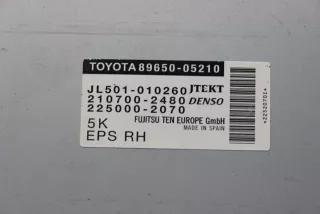 TOYOTA 89650-05210
JL501-010260 JTEKT
210700-2480 DENSO
225000-2070
5K FUJITSU TEN EUROPE GmbH
MADE IN SPAIN
EPS RH